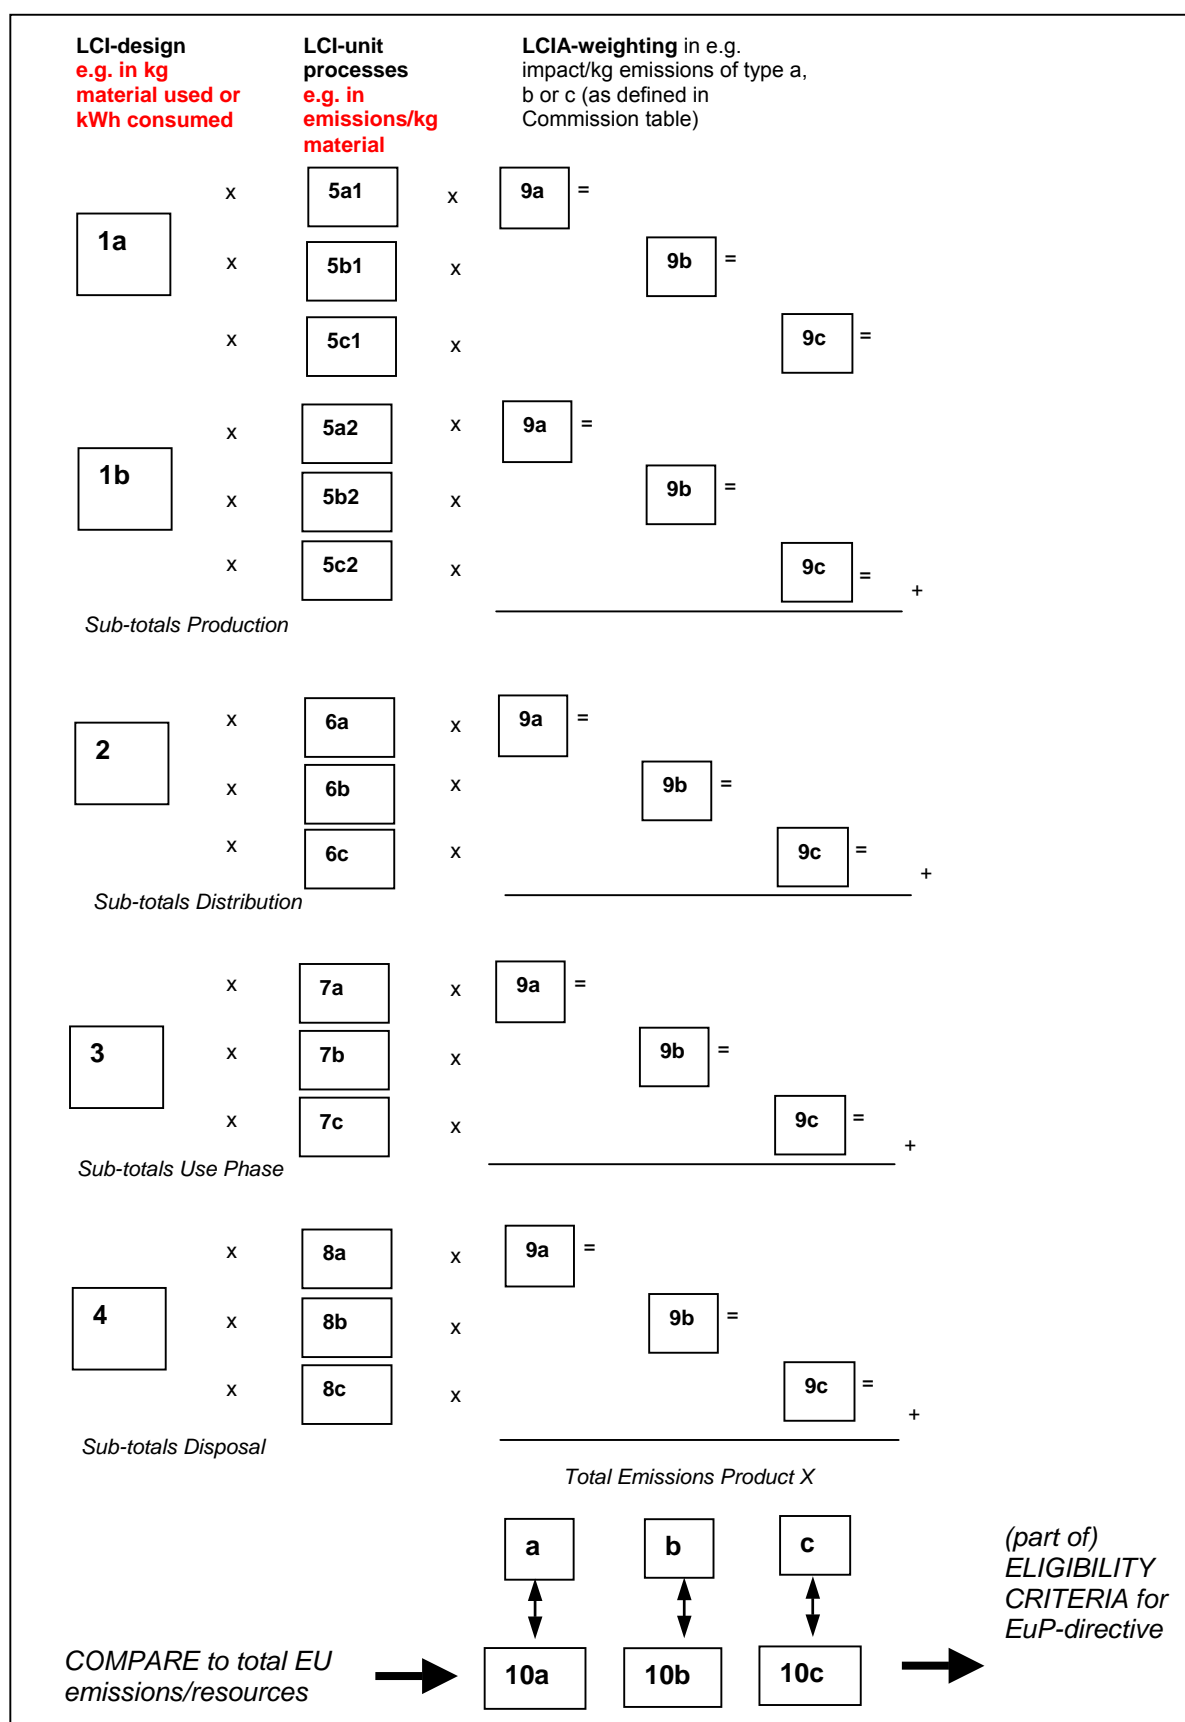 LCI-design
e.g. in kg
material used or
kWh consumed
LCI-unit
processes
e.g. in
emissions/kg
material
LCIA-weighting in e.g.
impact/kg emissions of type a,
b or c (as defined in
Commission table)
1a
x 5a1 x 9a =
x 5b1 x 9b =
x 5c1 x 9c =
1b
x 5a2 x 9a =
x 5b2 x 9b =
x 5c2 x 9c = +
Sub-totals Production
2
x 6a x 9a =
x 6b x 9b =
x 6c x 9c = +
Sub-totals Distribution
3
x 7a x 9a =
x 7b x 9b =
x 7c x 9c = +
Sub-totals Use Phase
4
x 8a x 9a =
x 8b x 9b =
x 8c x 9c = +
Sub-totals Disposal
Total Emissions Product X
a b c
COMPARE to total EU
emissions/resources
10a 10b 10c
(part of)
ELIGIBILITY
CRITERIA for
EuP-directive